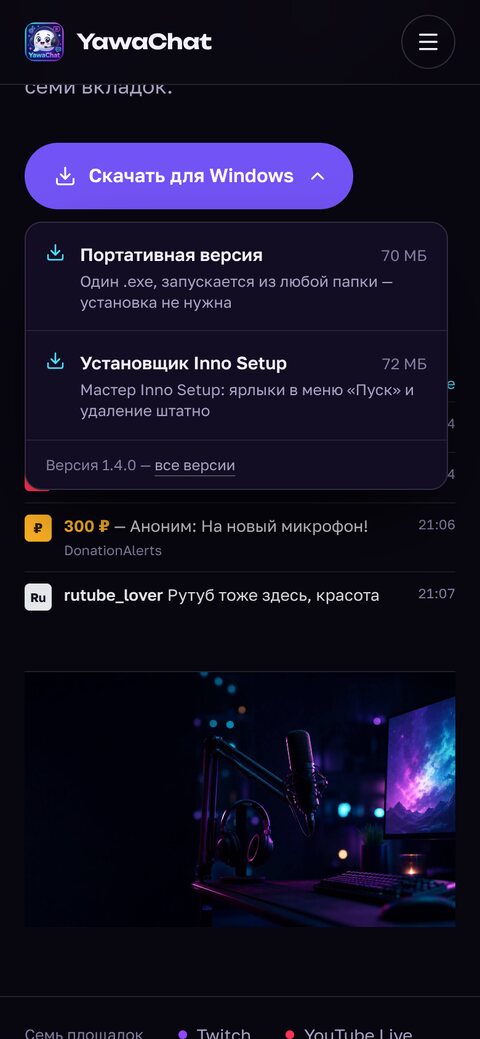 YawaChat
YawaChat
семи вкладок.
Скачать для Windows
Портативная версия 70 МБ
Один .exe, запускается из любой папки —
установка не нужна
Установщик Inno Setup 72 МБ
Мастер Inno Setup: ярлыки в меню «Пуск» и
удаление штатно
Версия 1.4.0 — все версии
е
4
4
₽ 300 ₽ — Аноним: На новый микрофон! 21:06
DonationAlerts
Ru rutube_lover Рутуб тоже здесь, красота 21:07
Семь площадок Twitch YouTube Live